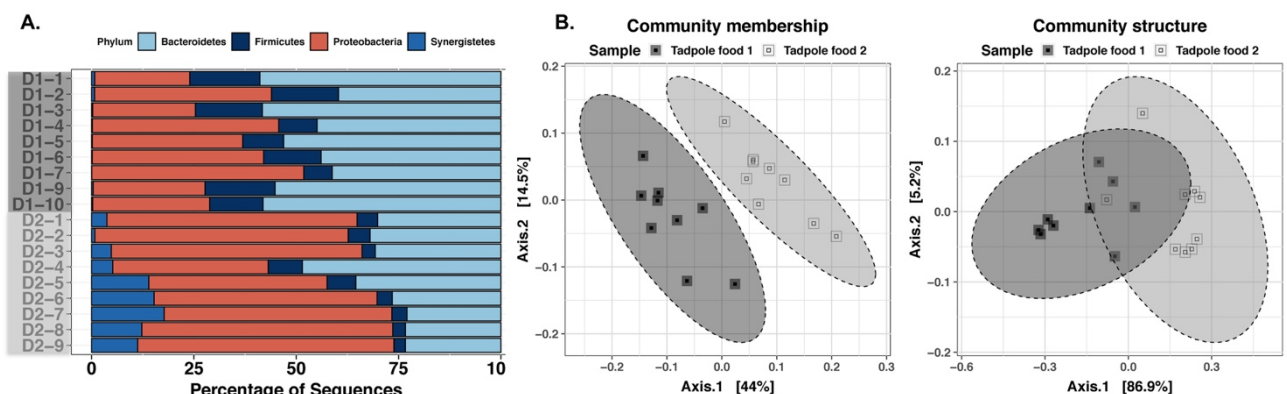 A.
Phylum Bacteroidetes Firmicutes Proteobacteria Synergistetes
D1-1
D1-2
D1-3
D1-4
D1-5
D1-6
D1-7
D1-9
D1-10
D2-1
D2-2
D2-3
D2-4
D2-5
D2-6
D2-7
D2-8
D2-9
0 25 50 75 10
Percentage of Sequences
B.
Community membership
Sample Tadpole food 1 Tadpole food 2
0.2
0.1
0.0
−0.1
−0.2
Axis.2 [14.5%]
−0.2 −0.1 0.0 0.1 0.2 0.3
Axis.1 [44%]
Community structure
Sample Tadpole food 1 Tadpole food 2
0.2
0.1
0.0
−0.1
−0.2
Axis.2 [5.2%]
−0.6 −0.3 0.0 0.3
Axis.1 [86.9%]